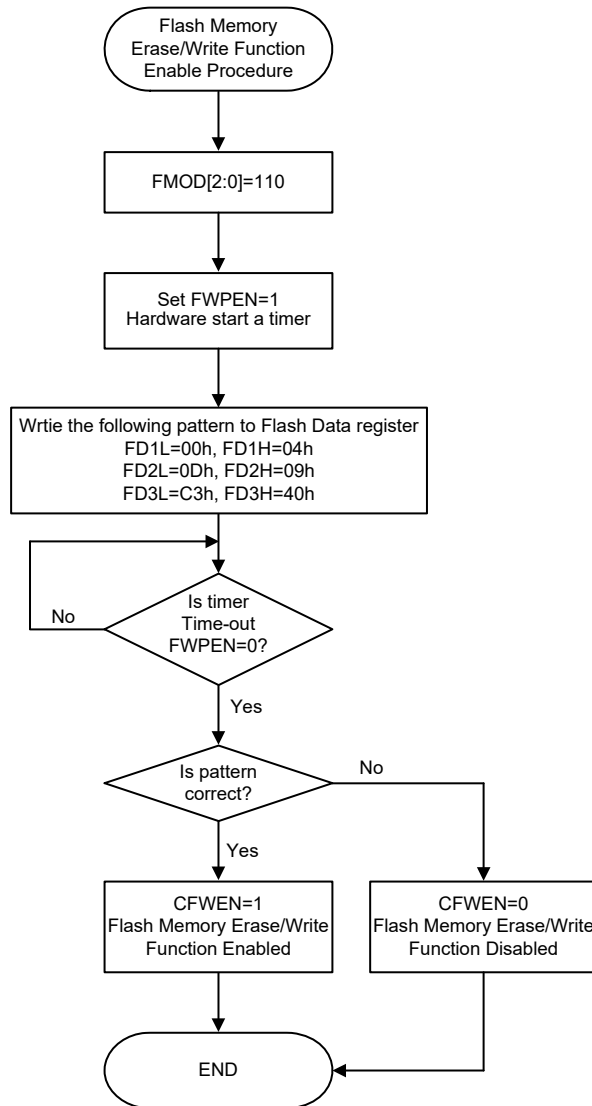 Flash Memory
Erase/Write Function
Enable Procedure
FMOD[2:0]=110
Set FWPEN=1
Hardware start a timer
Wrtie the following pattern to Flash Data register
FD1L=00h, FD1H=04h
FD2L=0Dh, FD2H=09h
FD3L=C3h, FD3H=40h
Is timer
Time-out
FWPEN=0?
No
Yes
Is pattern
correct?
No
Yes
CFWEN=1
Flash Memory Erase/Write
Function Enabled
CFWEN=0
Flash Memory Erase/Write
Function Disabled
END